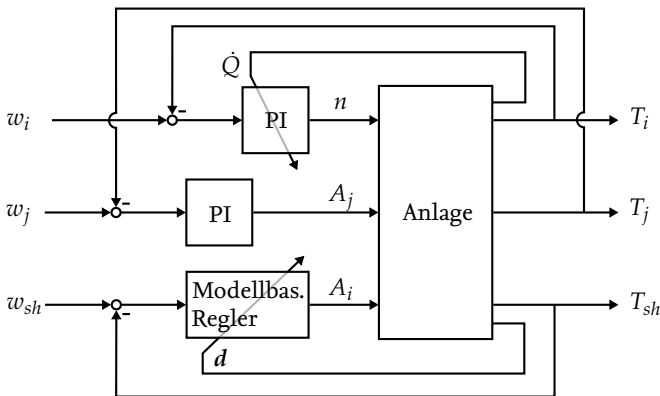 Q̇
w_i
-
PI
n
T_i
w_j
-
PI
A_j
Anlage
T_j
w_sh
-
Modellbas.
Regler
A_i
T_sh
d